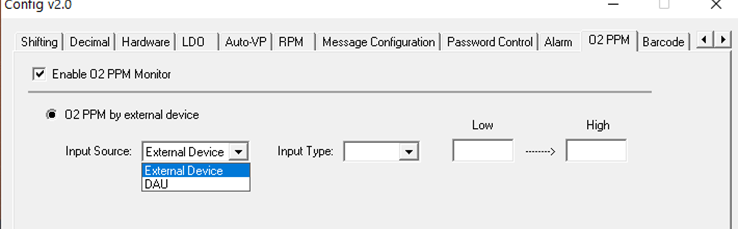 Config v2.0
Shifting Decimal Hardware LDO Auto-VP RPM Message Configuration Password Control Alarm O2 PPM Barcode
Enable O2 PPM Monitor
O2 PPM by external device
Low High
Input Source: External Device Input Type: -------->
External Device
DAU